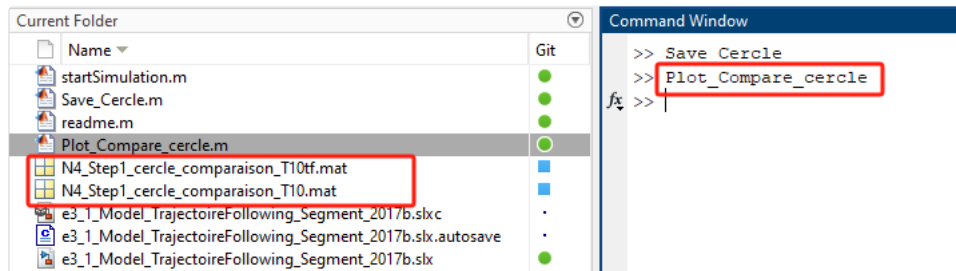 Current Folder
Name
Git
startSimulation.m
Save_Cercle.m
readme.m
Plot_Compare_cercle.m
N4_Step1_cercle_comparaison_T10tf.mat
N4_Step1_cercle_comparaison_T10.mat
e3_1_Model_TrajectoireFollowing_Segment_2017b.slxc
e3_1_Model_TrajectoireFollowing_Segment_2017b.slx.autosave
e3_1_Model_TrajectoireFollowing_Segment_2017b.slx
Command Window
>> Save_Cercle
>> Plot_Compare_cercle
fx >>